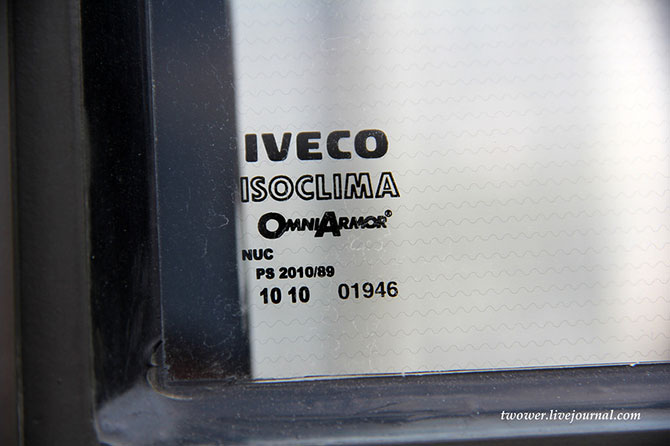 IVECO
ISOCLIMA
OMNIARMOR®
NUC
PS 2010/89
10 10 01946
twower.livejournal.com